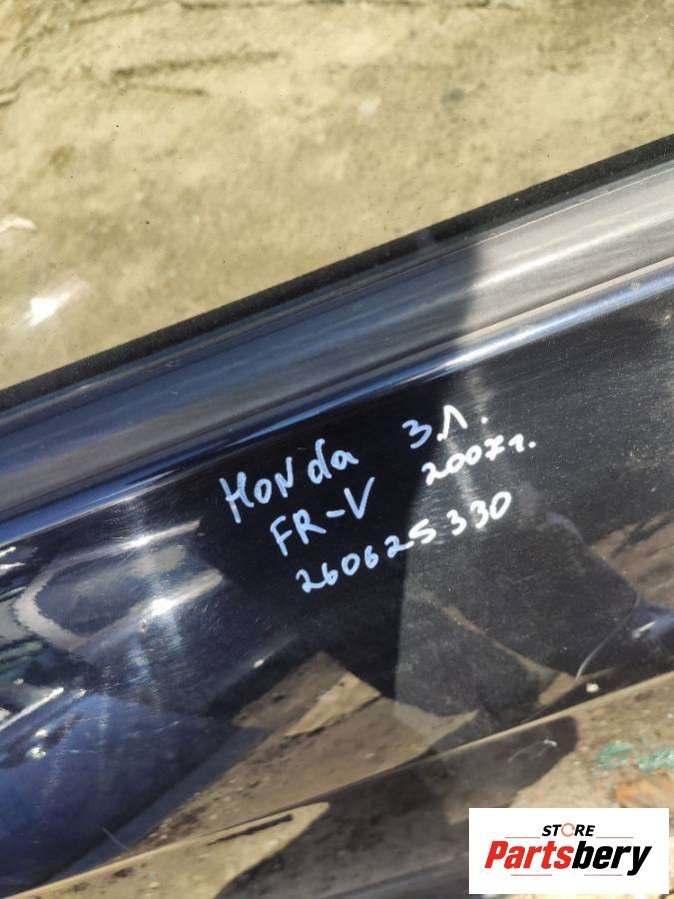 Honda 3Л.
FR-V 2007г.
260625330
STORE
Partsbery